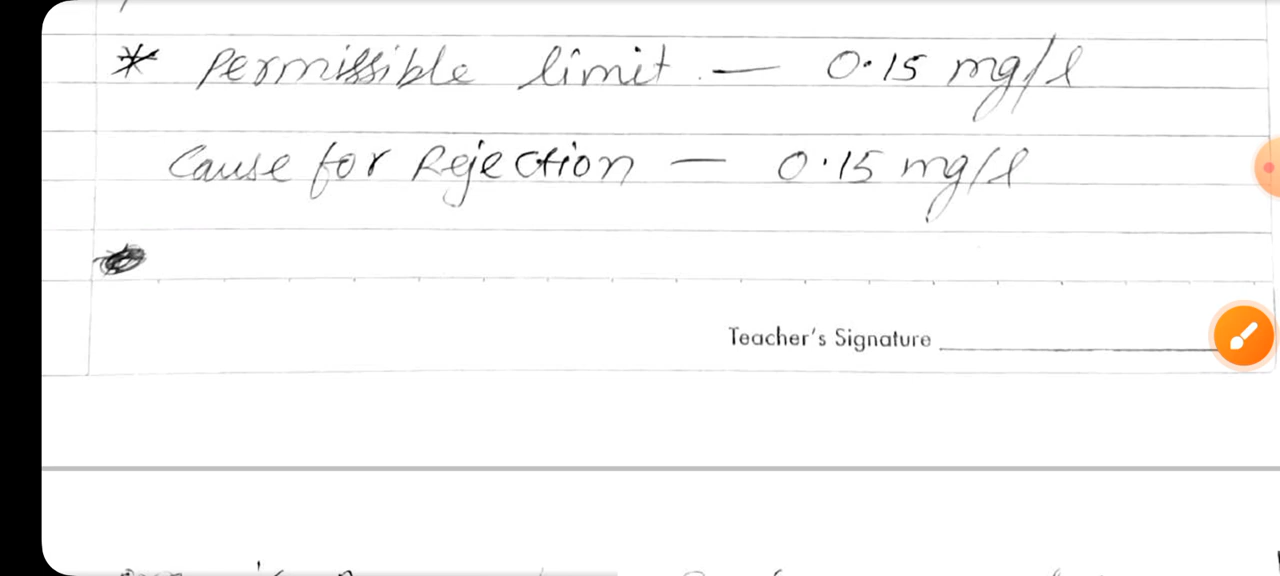 * Permissible limit — 0.15 mg/l
Cause for Rejection — 0.15 mg/l
Teacher's Signature